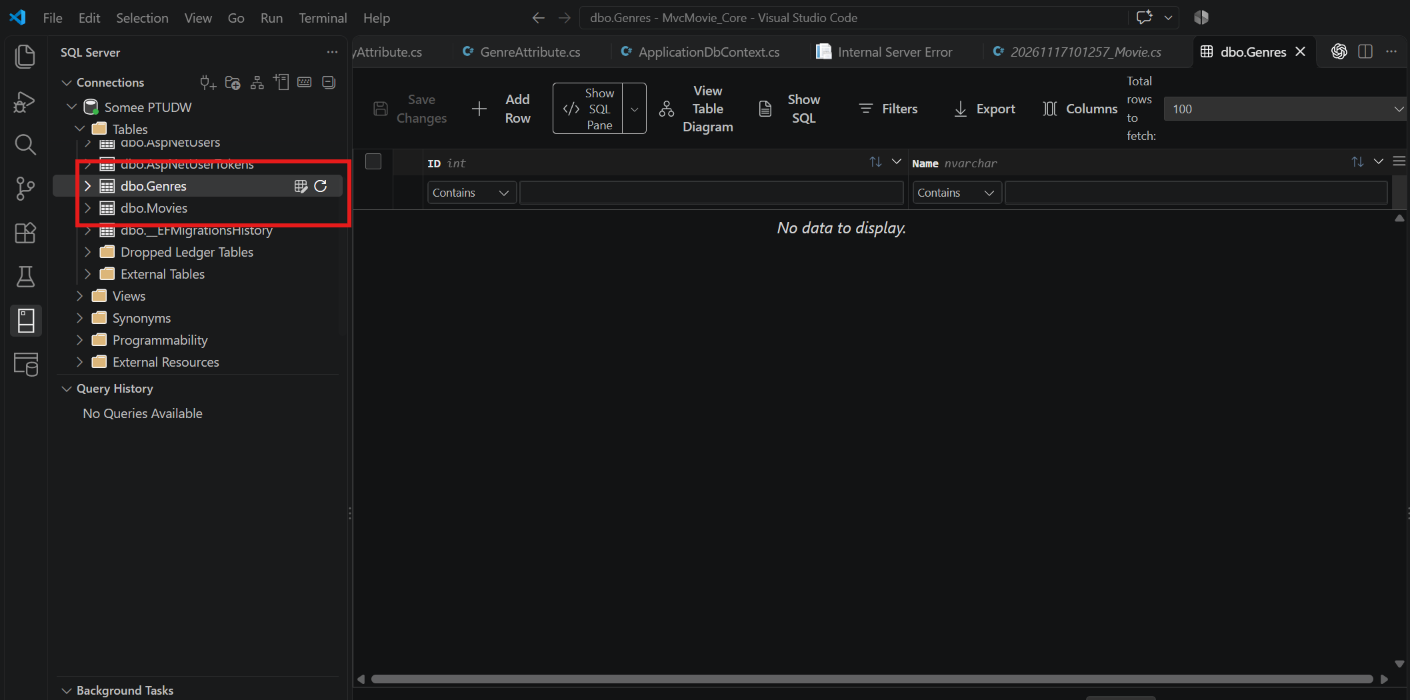 File Edit Selection View Go Run Terminal Help
dbo.Genres - MvcMovie_Core - Visual Studio Code
SQL Server
yAttribute.cs GenreAttribute.cs ApplicationDbContext.cs Internal Server Error 20261117101257_Movie.cs dbo.Genres
Connections
Somee PTUDW
Tables
dbo.AspNetUsers
dbo.AspNetUserTokens
dbo.Genres
dbo.Movies
dbo.__EFMigrationsHistory
Dropped Ledger Tables
External Tables
Views
Synonyms
Programmability
External Resources
Query History
No Queries Available
Background Tasks
Save
Changes
Add
Row
Show
SQL
Pane
View
Table
Diagram
Show
SQL
Filters
Export
Columns
Total
rows
to
fetch:
100
ID int
Name nvarchar
Contains
Contains
No data to display.